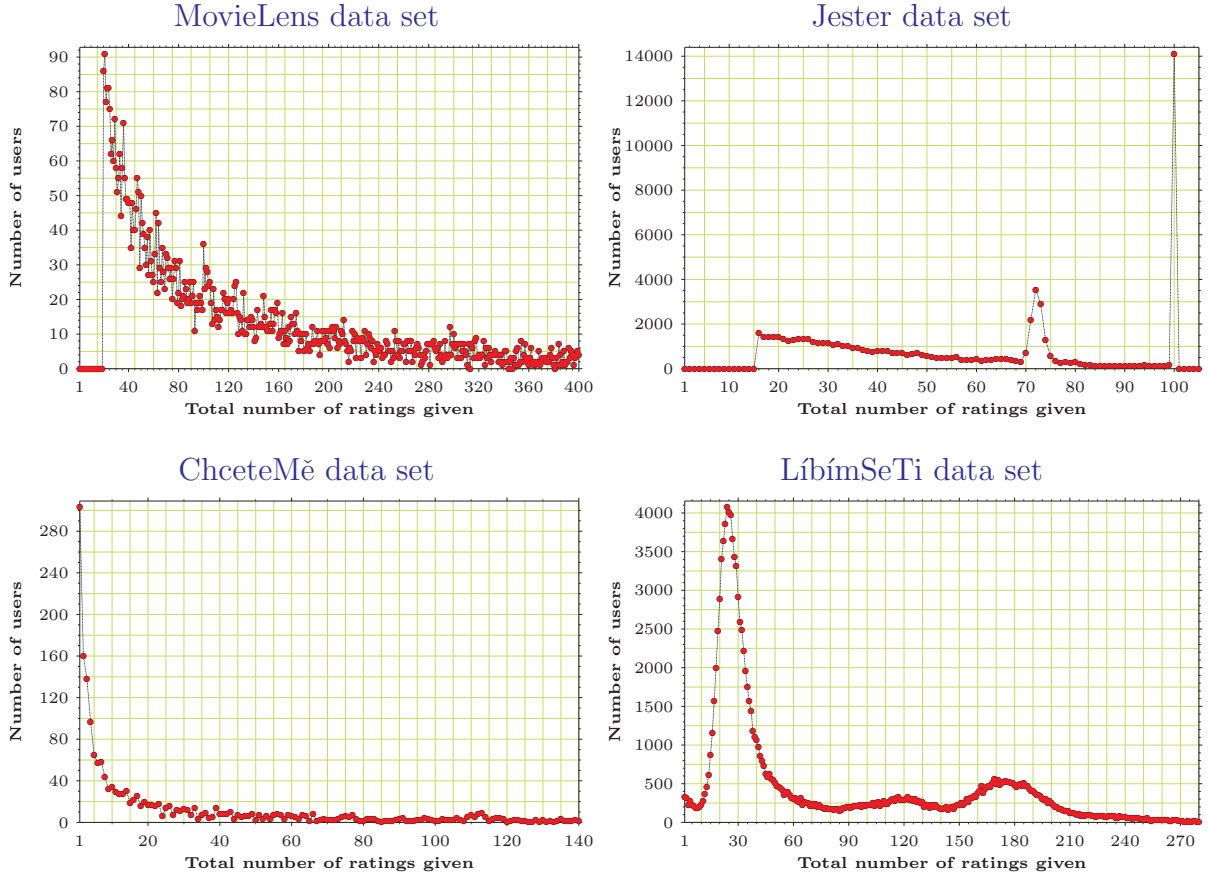 MovieLens data set
Number of users
90
80
70
60
50
40
30
20
10
0
1 40 80 120 160 200 240 280 320 360 400
Total number of ratings given
Jester data set
Number of users
14000
12000
10000
8000
6000
4000
2000
0
1 10 20 30 40 50 60 70 80 90 100
Total number of ratings given
ChceteMě data set
Number of users
280
240
200
160
120
80
40
0
1 20 40 60 80 100 120 140
Total number of ratings given
LíbímSeTi data set
Number of users
4000
3500
3000
2500
2000
1500
1000
500
0
1 30 60 90 120 150 180 210 240 270
Total number of ratings given